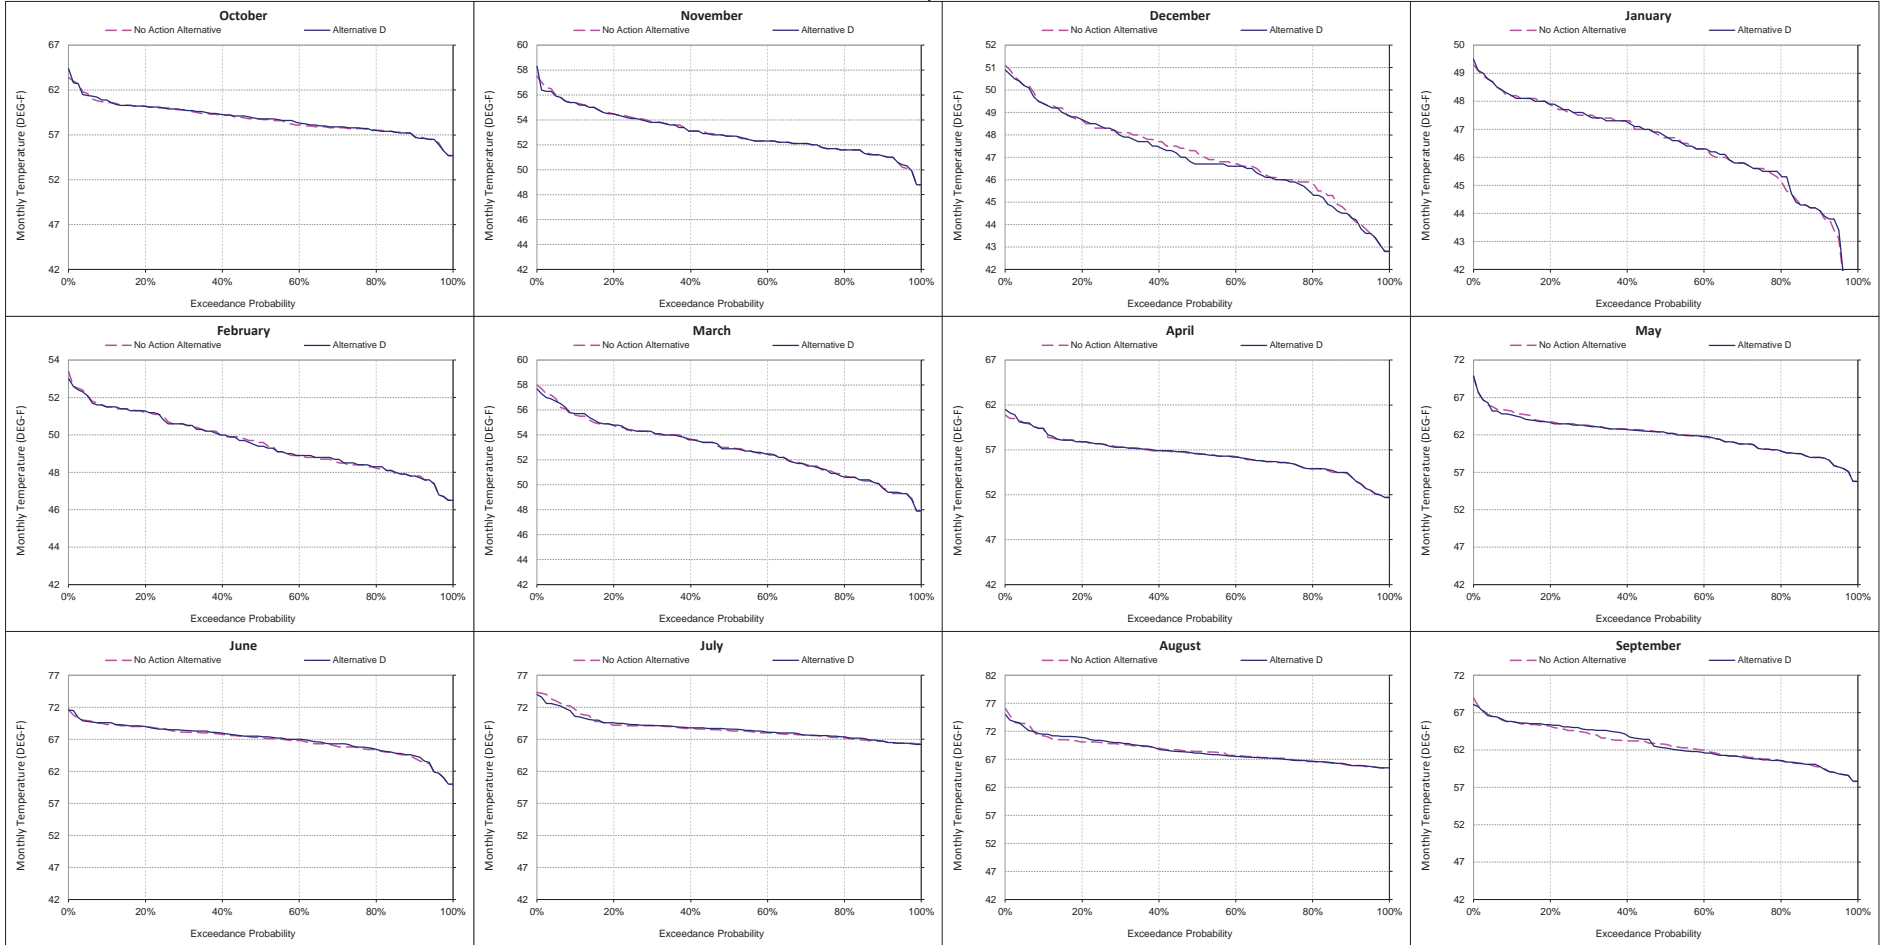 October
No Action Alternative Alternative D
Monthly Temperature (DEG-F)
67
62
57
52
47
42
0% 20% 40% 60% 80% 100%
Exceedance Probability
November
No Action Alternative Alternative D
Monthly Temperature (DEG-F)
60
58
56
54
52
50
48
46
44
42
0% 20% 40% 60% 80% 100%
Exceedance Probability
December
No Action Alternative Alternative D
Monthly Temperature (DEG-F)
52
51
50
49
48
47
46
45
44
43
42
0% 20% 40% 60% 80% 100%
Exceedance Probability
January
No Action Alternative Alternative D
Monthly Temperature (DEG-F)
50
49
48
47
46
45
44
43
42
0% 20% 40% 60% 80% 100%
Exceedance Probability
February
No Action Alternative Alternative D
Monthly Temperature (DEG-F)
54
52
50
48
46
44
42
0% 20% 40% 60% 80% 100%
Exceedance Probability
March
No Action Alternative Alternative D
Monthly Temperature (DEG-F)
60
58
56
54
52
50
48
46
44
42
0% 20% 40% 60% 80% 100%
Exceedance Probability
April
No Action Alternative Alternative D
Monthly Temperature (DEG-F)
67
62
57
52
47
42
0% 20% 40% 60% 80% 100%
Exceedance Probability
May
No Action Alternative Alternative D
Monthly Temperature (DEG-F)
72
67
62
57
52
47
42
0% 20% 40% 60% 80% 100%
Exceedance Probability
June
No Action Alternative Alternative D
Monthly Temperature (DEG-F)
77
72
67
62
57
52
47
42
0% 20% 40% 60% 80% 100%
Exceedance Probability
July
No Action Alternative Alternative D
Monthly Temperature (DEG-F)
77
72
67
62
57
52
47
42
0% 20% 40% 60% 80% 100%
Exceedance Probability
August
No Action Alternative Alternative D
Monthly Temperature (DEG-F)
82
77
72
67
62
57
52
47
42
0% 20% 40% 60% 80% 100%
Exceedance Probability
September
No Action Alternative Alternative D
Monthly Temperature (DEG-F)
72
67
62
57
52
47
42
0% 20% 40% 60% 80% 100%
Exceedance Probability